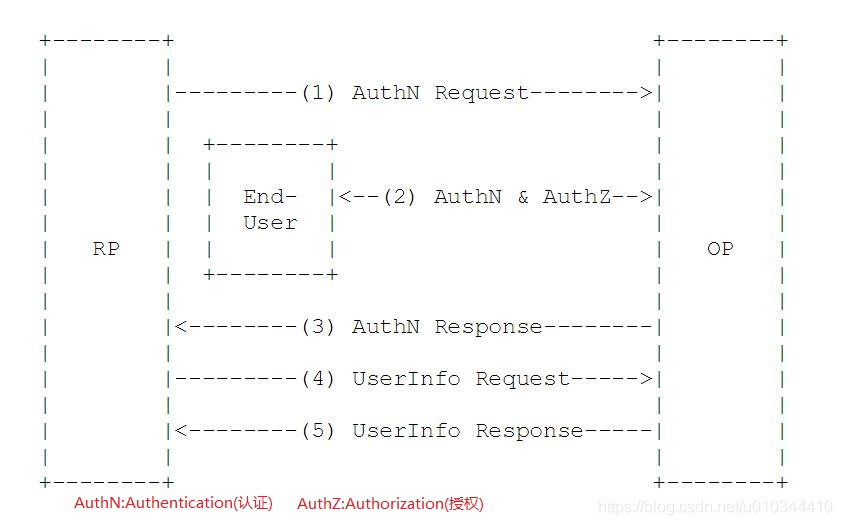 (1) AuthN Request
End-
User
(2) AuthN & AuthZ
RP
OP
(3) AuthN Response
(4) UserInfo Request
(5) UserInfo Response
AuthN:Authentication(认证) AuthZ:Authorization(授权)
https://blog.csdn.net/u010344410